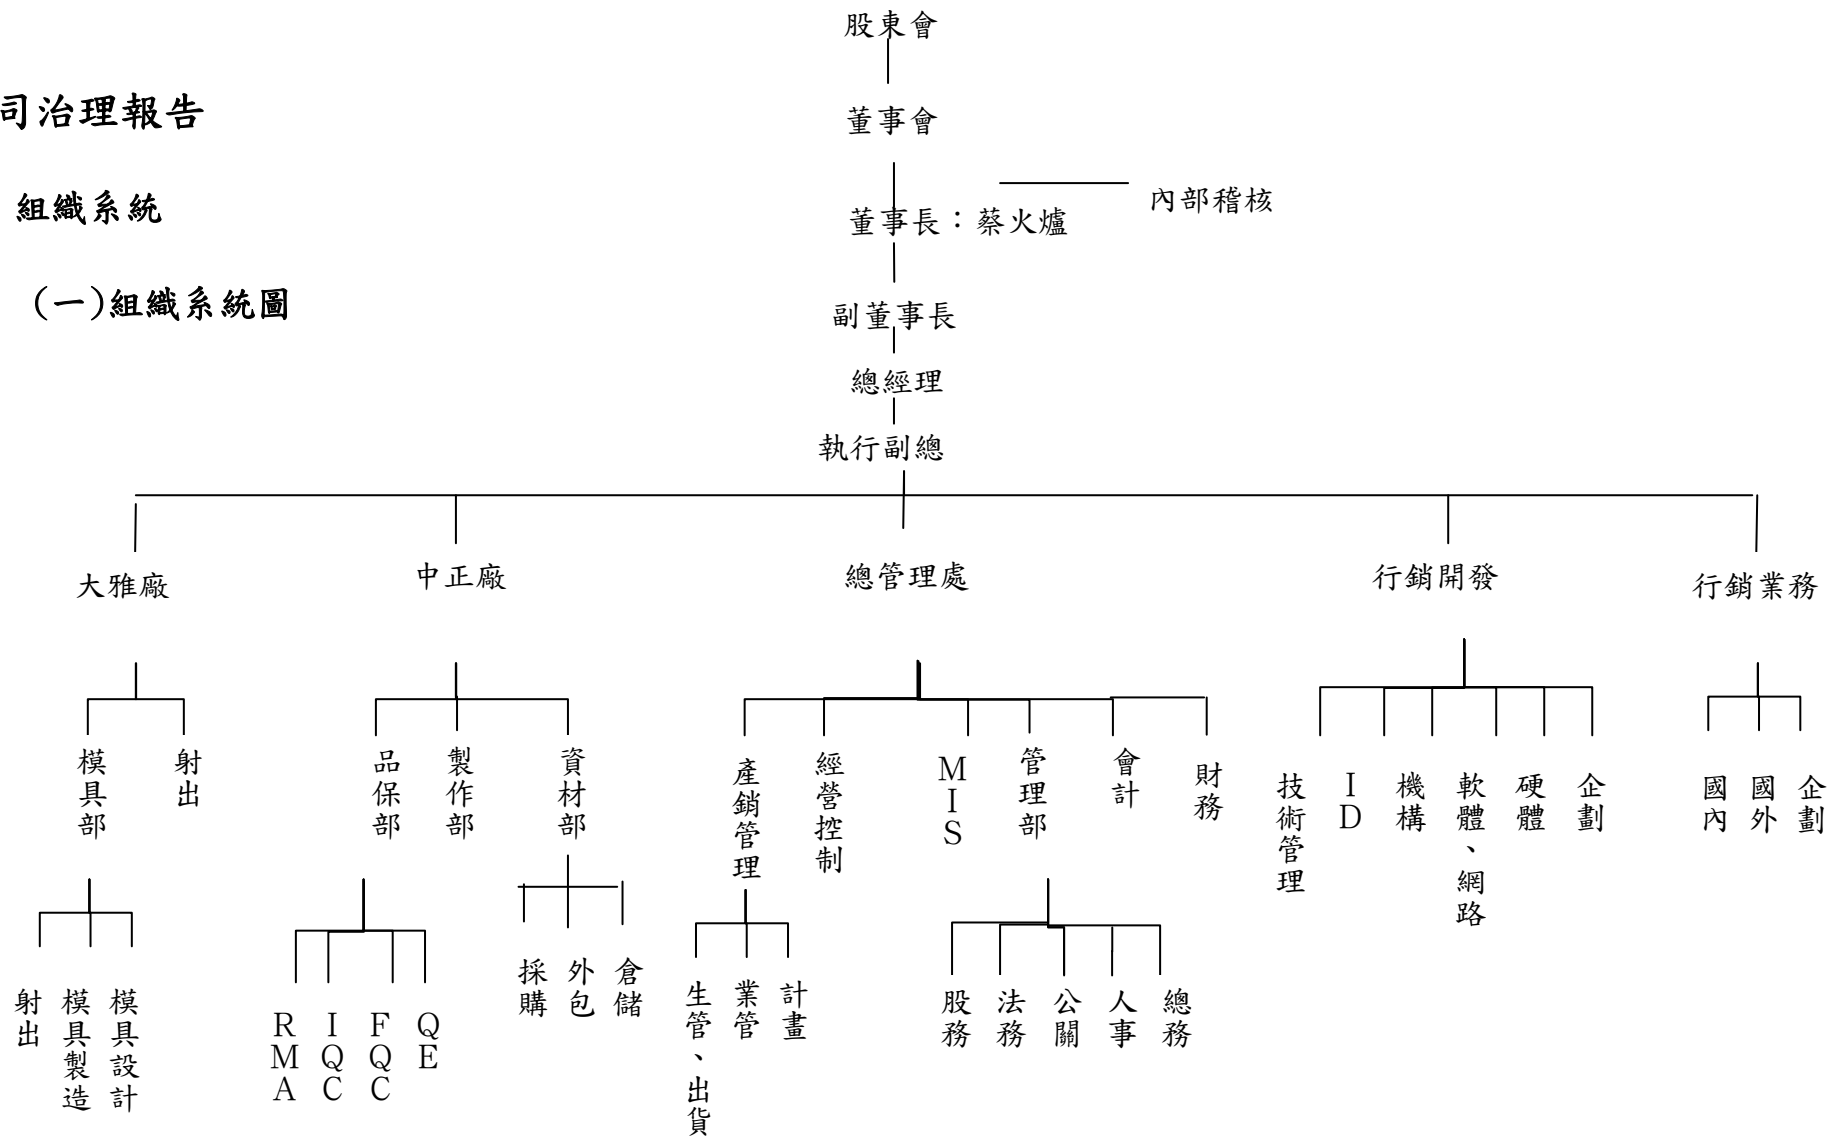 股東會
司治理報告
董事會
組織系統
內部稽核
董事長：蔡火爐
(一)組織系統圖
副董事長
總經理
執行副總
大雅廠
中正廠
總管理處
行銷開發
行銷業務
模具部
射出
品保部
製作部
資材部
產銷管理
經營控制
MIS
管理部
會計
財務
技術管理
ID
機構
軟體、網路
硬體
企劃
國內
國外
企劃
射出
模具製造
模具設計
RMA
IQC
FQC
QE
採購
外包
倉儲
生管、出貨
業管
計畫
股務
法務
公關
人事
總務